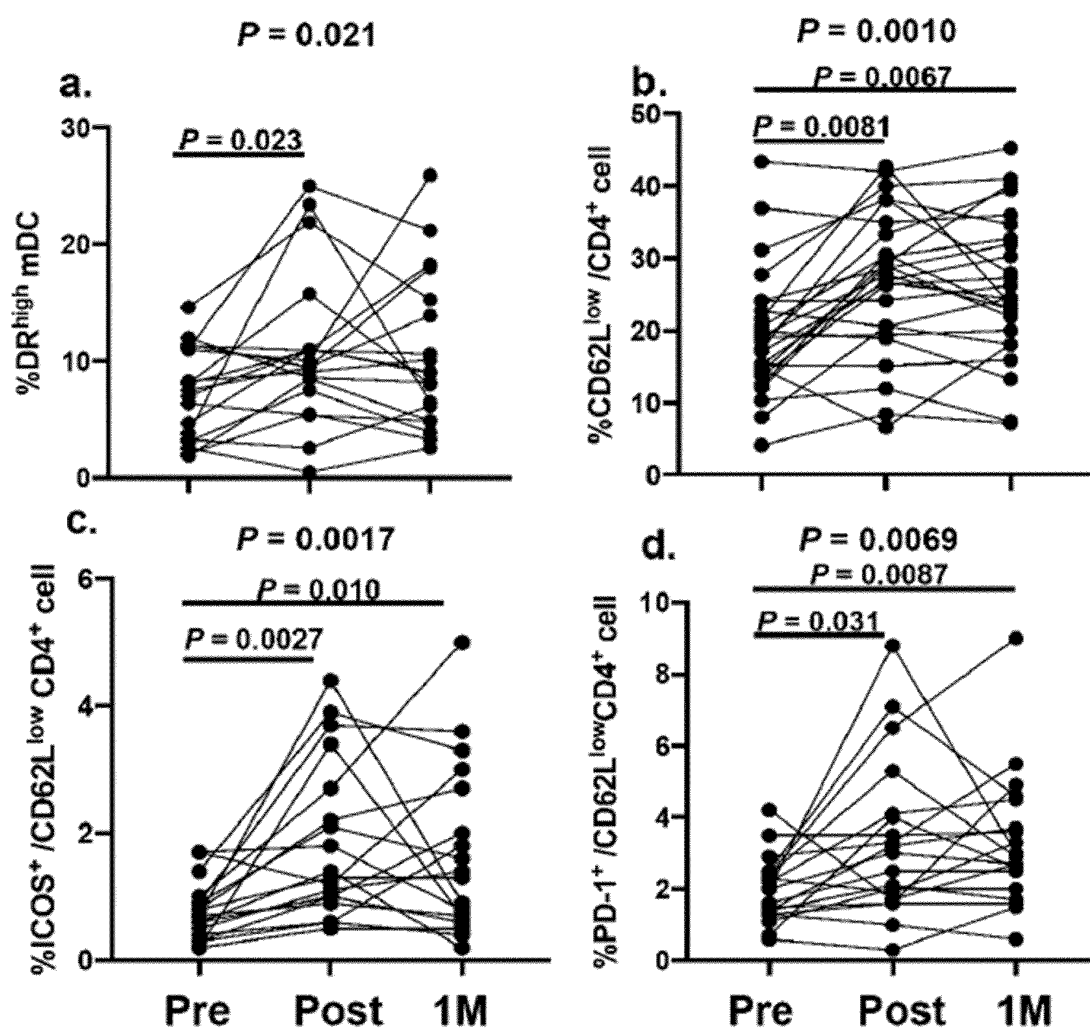 P = 0.021
a.
P = 0.023
30
20
10
0
%DRhigh mDC
P = 0.0010
b.
P = 0.0067
P = 0.0081
50
40
30
20
10
0
%CD62Llow /CD4+ cell
c.
P = 0.0017
P = 0.010
P = 0.0027
6
4
2
0
%ICOS+ /CD62Llow CD4+ cell
Pre Post 1M
d.
P = 0.0069
P = 0.0087
P = 0.031
10
8
6
4
2
0
%PD-1+ /CD62LlowCD4+ cell
Pre Post 1M